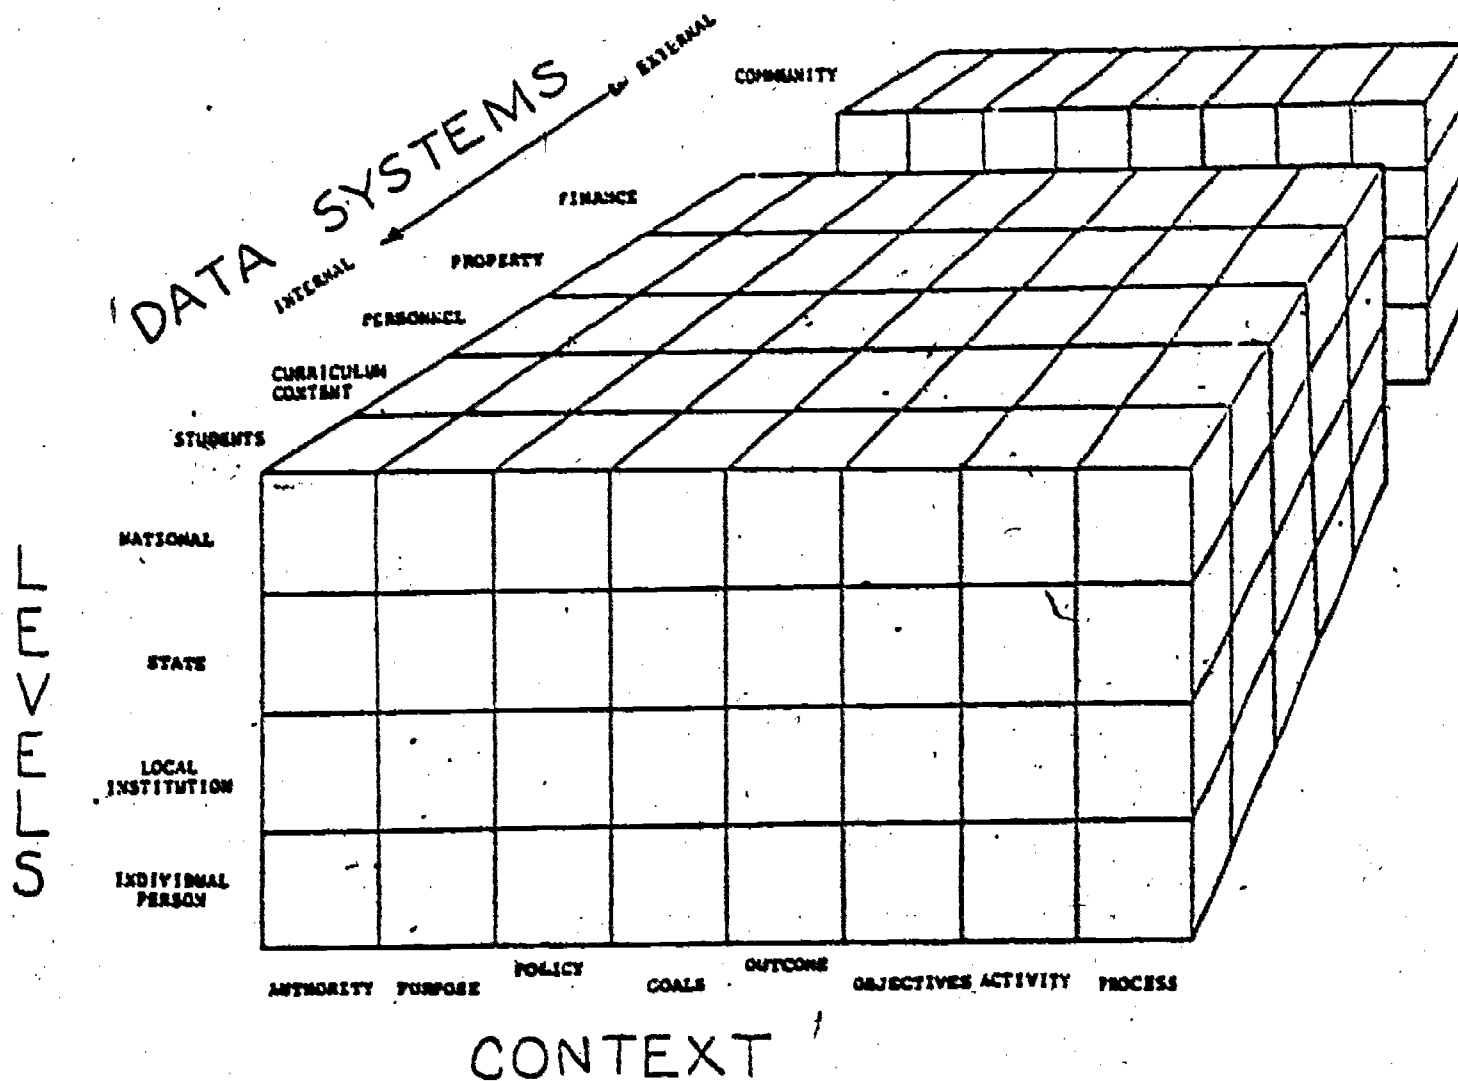 DATA SYSTEMS
EXTERNAL
INTERNAL
COMMUNITY
FINANCE
PROPERTY
PERSONNEL
CURRICULUM
CONTENT
STUDENTS
LEVELS
NATIONAL
STATE
LOCAL
INSTITUTION
INDIVIDUAL
PERSON
AUTHORITY
PURPOSE
POLICY
GOALS
OUTCOME
OBJECTIVES
ACTIVITY
PROCESS
CONTEXT